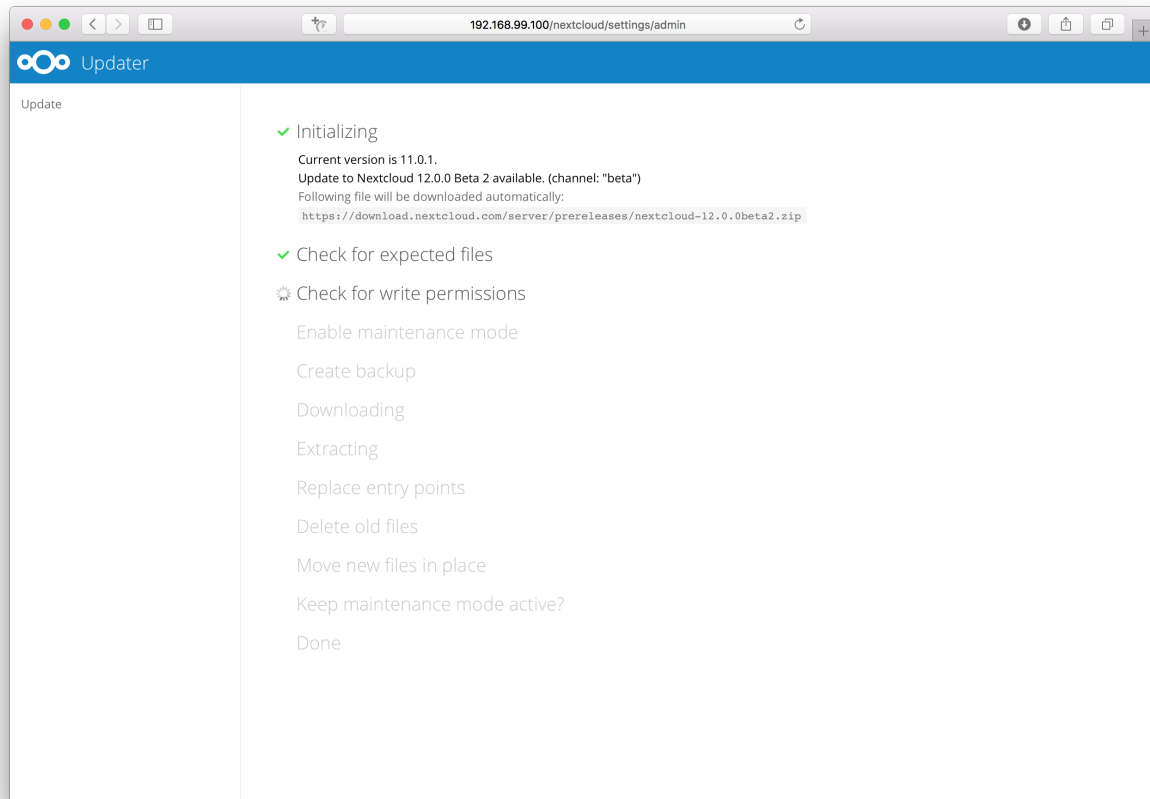 192.168.99.100/nextcloud/settings/admin
Updater
Update
Initializing
Current version is 11.0.1.
Update to Nextcloud 12.0.0 Beta 2 available. (channel: "beta")
Following file will be downloaded automatically:
https://download.nextcloud.com/server/prereleases/nextcloud-12.0.0beta2.zip
Check for expected files
Check for write permissions
Enable maintenance mode
Create backup
Downloading
Extracting
Replace entry points
Delete old files
Move new files in place
Keep maintenance mode active?
Done